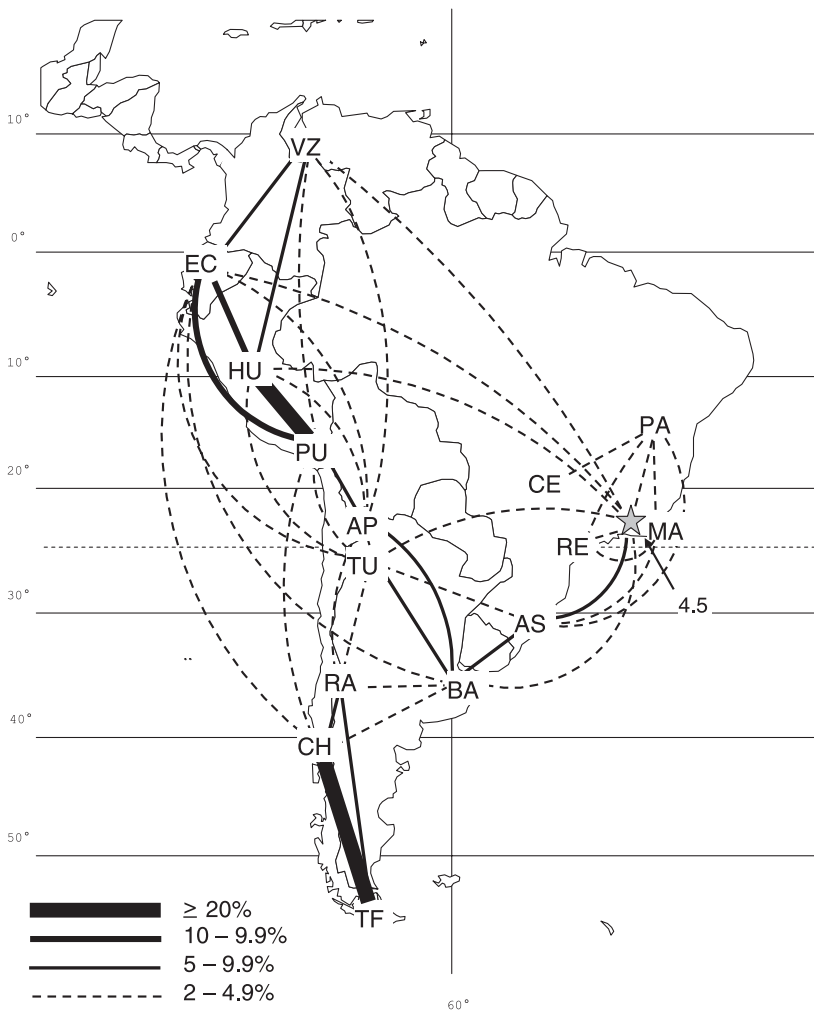 10°
VZ
0°
EC
10°
HU
PA
PU
20°
CE
AP
MA
RE
TU
4.5
30°
AS
RA
BA
40°
CH
50°
≥ 20%
TF
10 – 9.9%
5 – 9.9%
2 – 4.9%
60°